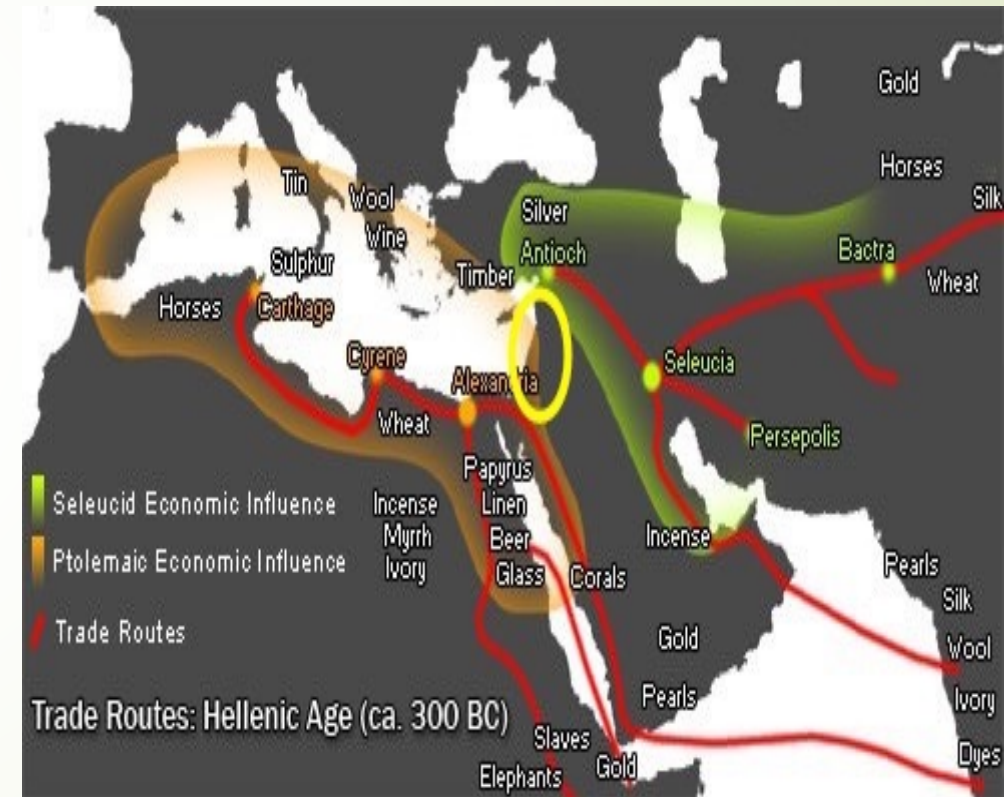 Gold
Horses
Silk
Tin
Wool
Wine
Silver
Antioch
Bactra
Sulphur
Timber
Wheat
Horses
Carthage
Cyrene
Alexandria
Seleucia
Wheat
Persepolis
Papyrus
Linen
Beer
Glass
Incense
Myrrh
Ivory
Incense
Corals
Pearls
Silk
Wool
Ivory
Dyes
Gold
Pearls
Slaves
Elephants
Gold
Seleucid Economic Influence
Ptolemaic Economic Influence
Trade Routes
Trade Routes: Hellenic Age (ca. 300 BC)